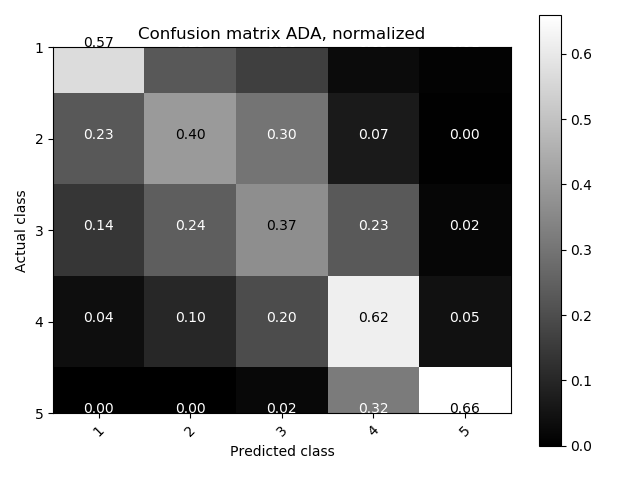 Confusion matrix ADA, normalized
0.57
1
2
3
4
5
Actual class
0.23 0.40 0.30 0.07 0.00
0.14 0.24 0.37 0.23 0.02
0.04 0.10 0.20 0.62 0.05
0.00 0.00 0.02 0.32 0.66
1 2 3 4 5
Predicted class
0.6
0.5
0.4
0.3
0.2
0.1
0.0